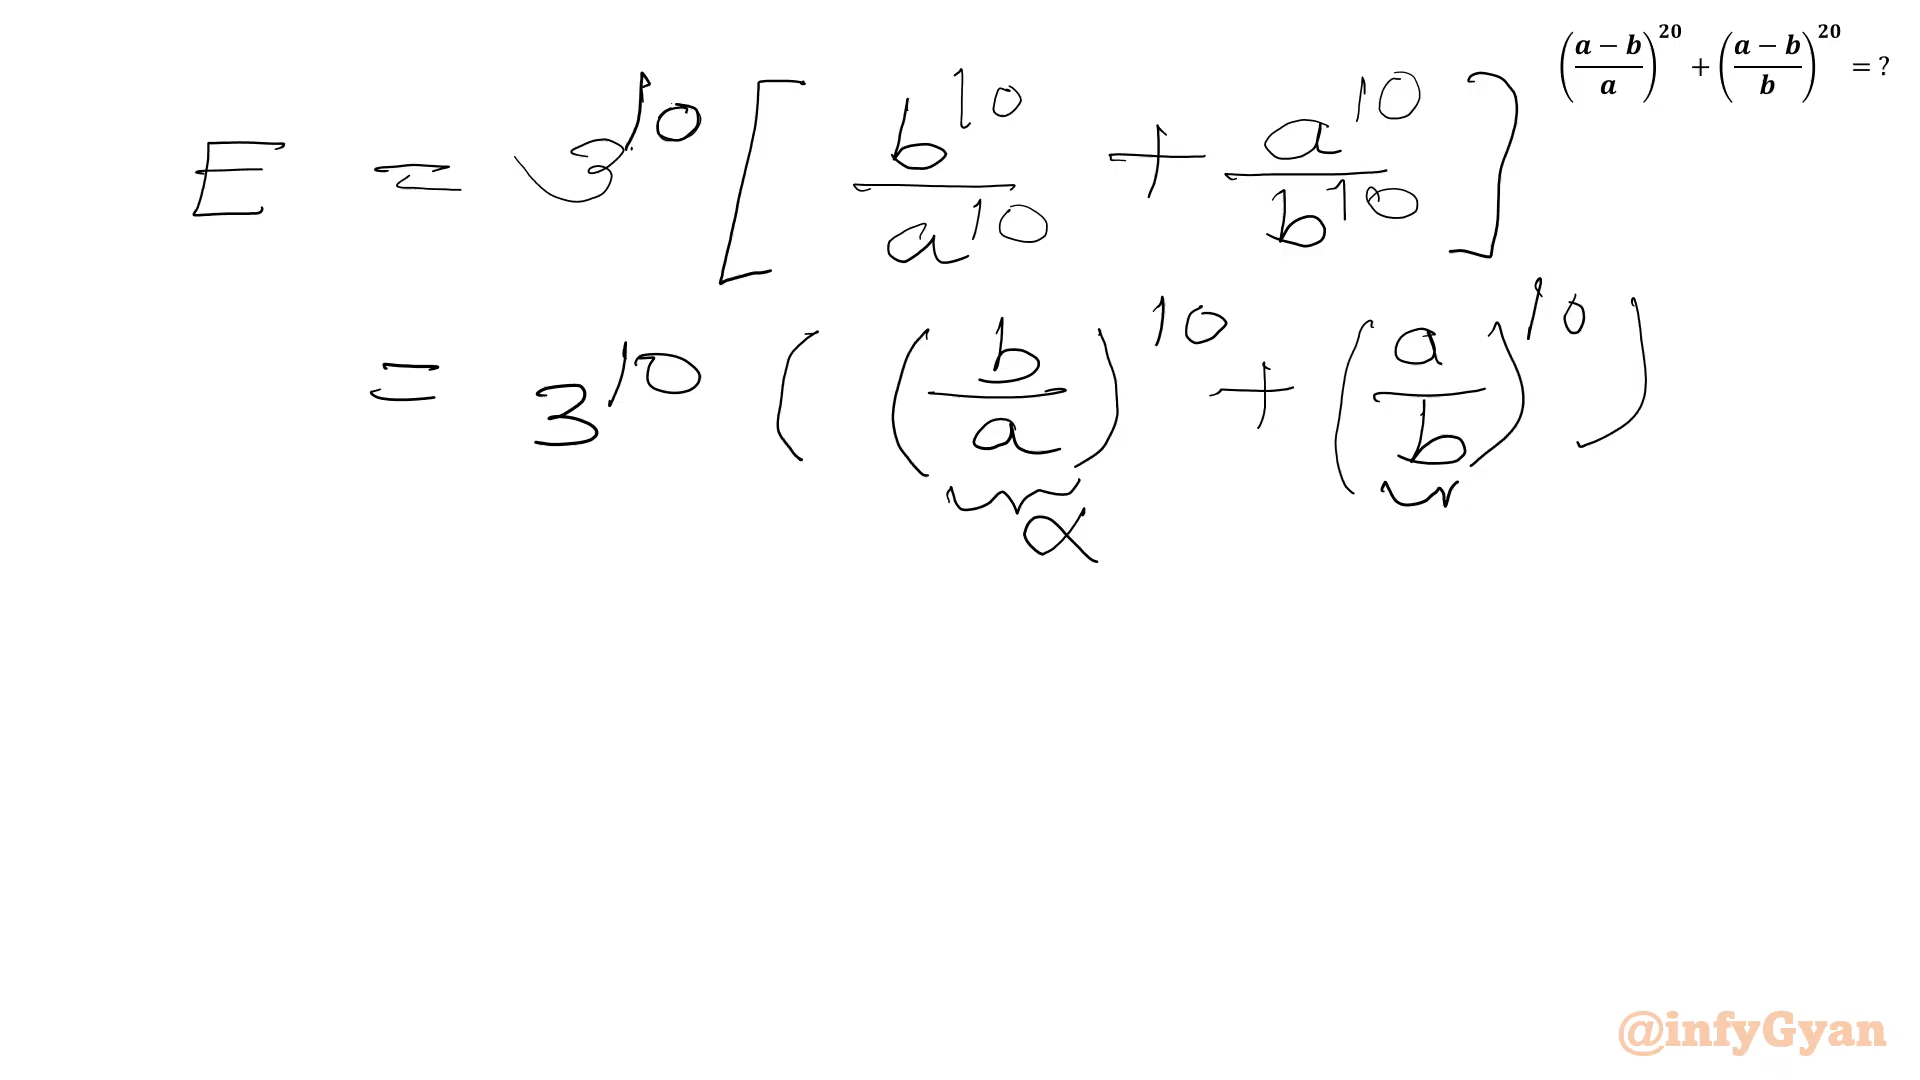 (a − b / a)^20 + (a − b / b)^20 = ?
E = 3^10 [ b^10 / a^10 + a^10 / b^10 ]
= 3^10 ( (b / a)^10 + (a / b)^10 )
α
@infyGyan